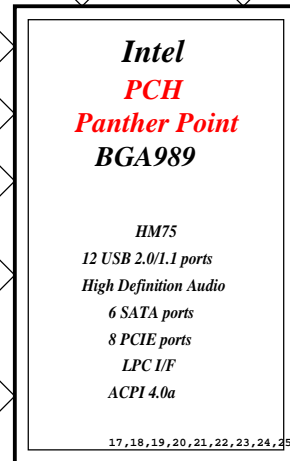 Intel
PCH
Panther Point
BGA989
HM75
12 USB 2.0/1.1 ports
High Definition Audio
6 SATA ports
8 PCIE ports
LPC I/F
ACPI 4.0a
17,18,19,20,21,22,23,24,25